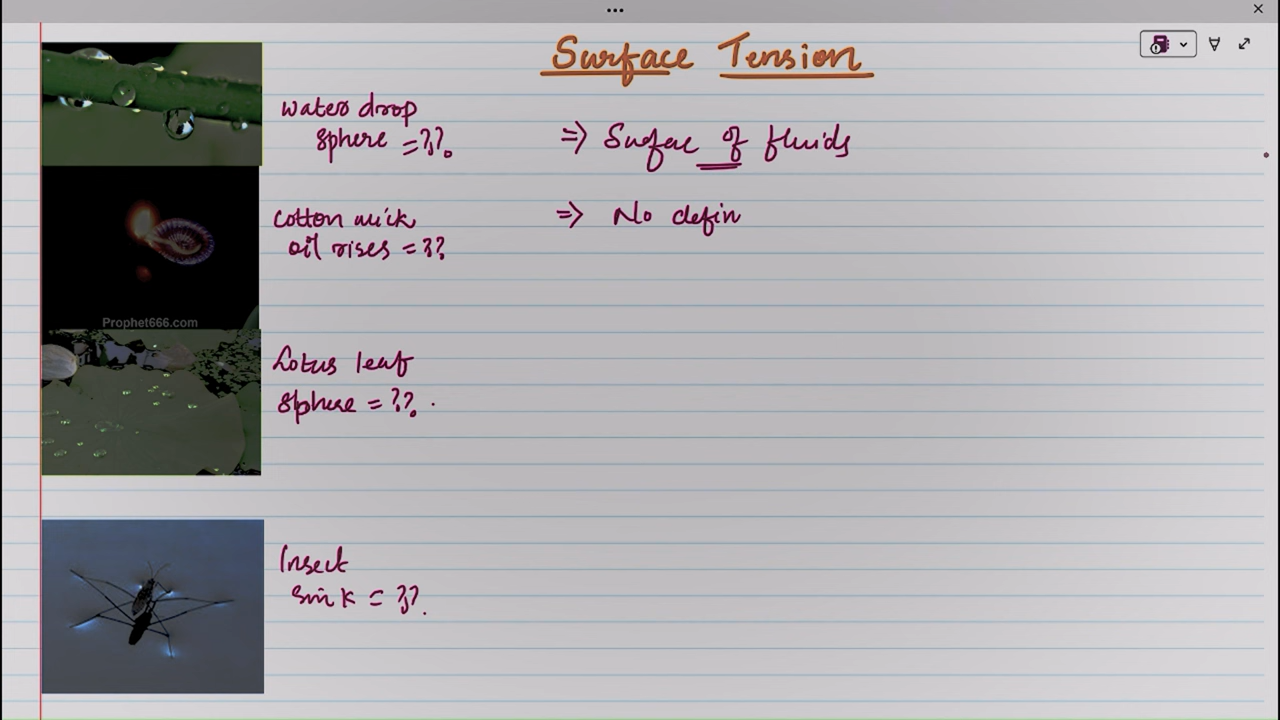 Surface Tension
water drop
sphere = ??.
⇒ Surfac of fluids
cotton wick
oil rises = ??
⇒ No defin
Prophet666.com
Lotus leaf
sphere = ??.
Insect
sink = ??.